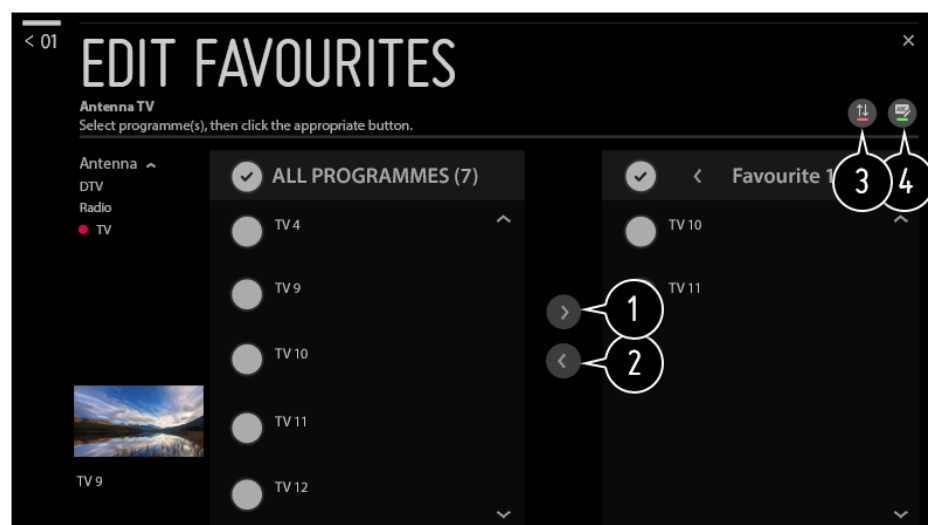 < 01
EDIT FAVOURITES
×
Antenna TV
Select programme(s), then click the appropriate button.
Antenna
DTV
Radio
TV
ALL PROGRAMMES (7)
TV 4
TV 9
TV 10
TV 11
TV 12
1
2
< Favourite 1
3
4
TV 10
TV 11
TV 9